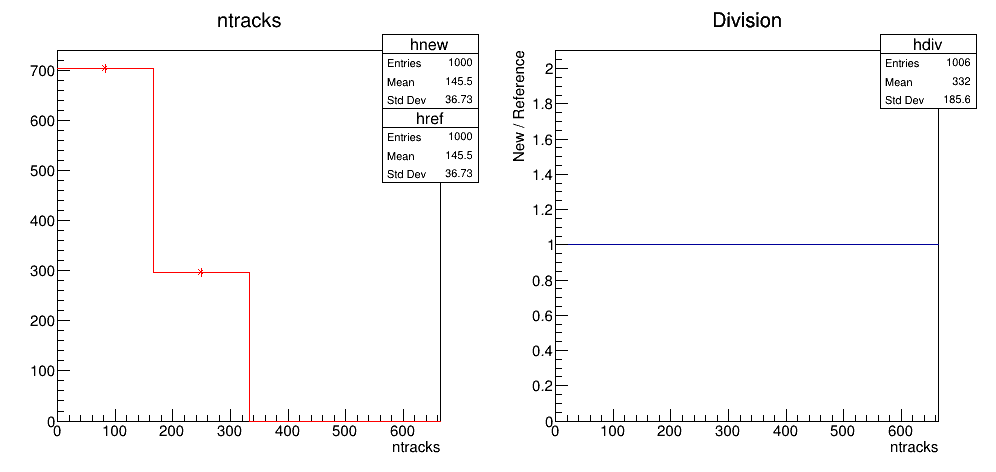 ntracks
hnew
Entries 1000
Mean 145.5
Std Dev 36.73
href
Entries 1000
Mean 145.5
Std Dev 36.73
700
600
500
400
300
200
100
0
0 100 200 300 400 500 600
ntracks
Division
hdiv
Entries 1006
Mean 332
Std Dev 185.6
New / Reference
2
1.8
1.6
1.4
1.2
1
0.8
0.6
0.4
0.2
0
0 100 200 300 400 500 600
ntracks